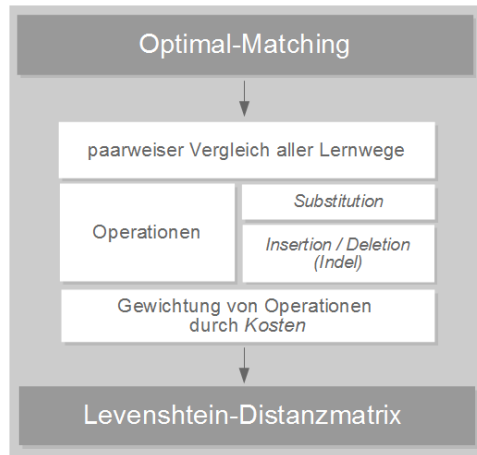 Optimal-Matching
paarweiser Vergleich aller Lernwege
Operationen
Substitution
Insertion / Deletion
(Indel)
Gewichtung von Operationen
durch Kosten
Levenshtein-Distanzmatrix